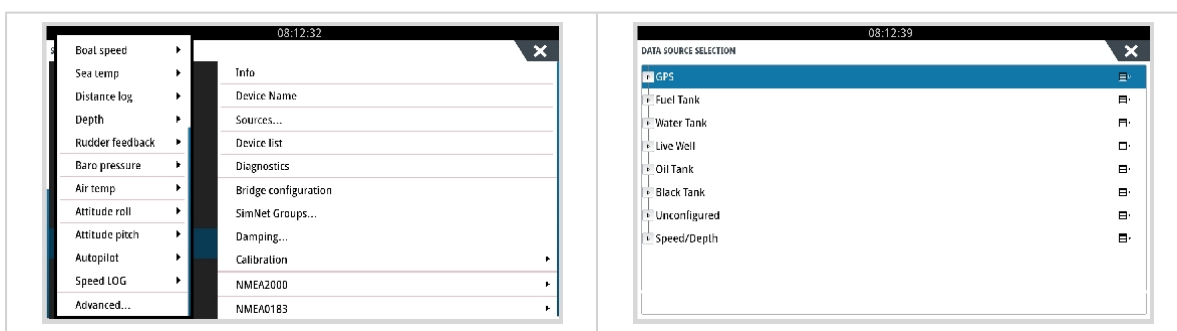 08:12:32
Boat speed
Sea temp
Distance log
Depth
Rudder feedback
Baro pressure
Air temp
Attitude roll
Attitude pitch
Autopilot
Speed LOG
Advanced...
Info
Device Name
Sources...
Device list
Diagnostics
Bridge configuration
SimNet Groups...
Damping...
Calibration
NMEA2000
NMEA0183
08:12:39
DATA SOURCE SELECTION
GPS
Fuel Tank
Water Tank
Live Well
Oil Tank
Black Tank
Unconfigured
Speed/Depth